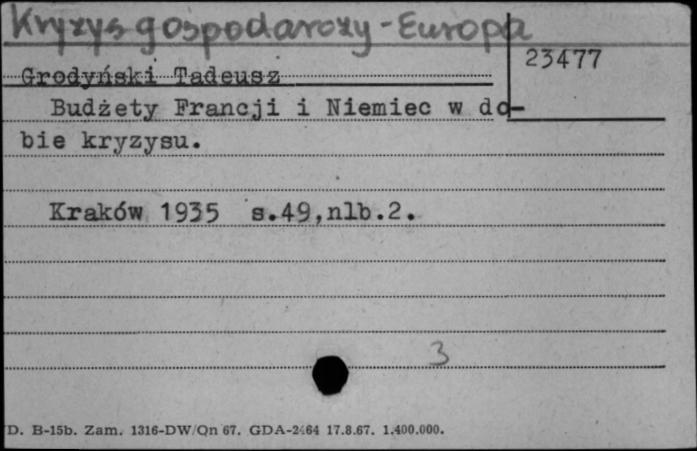 Kryzys gospodarczy - Europa
23477
Grodyński Tadeusz
Budżety Francji i Niemiec w do-
bie kryzysu.
Kraków 1935 s.49,nlb.2.
3
D. B-15b. Zam. 1316-DW/Qn 67. GDA-2464 17.8.67. 1.400.000.